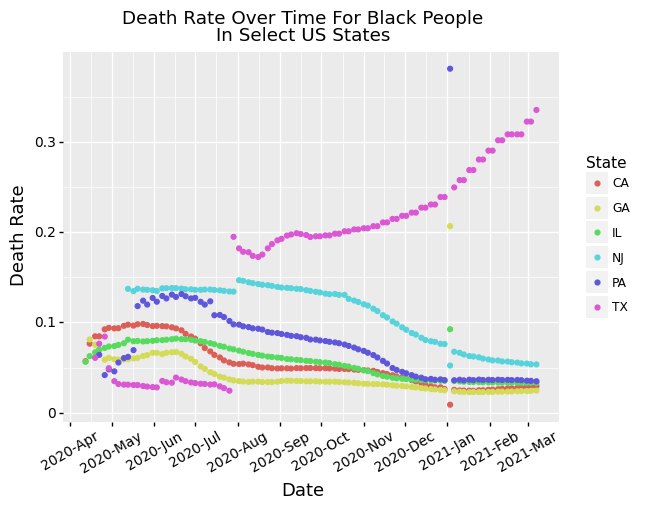 Death Rate Over Time For Black People
In Select US States
Death Rate
0.3
0.2
0.1
0
2020-Apr
2020-May
2020-Jun
2020-Jul
2020-Aug
2020-Sep
2020-Oct
2020-Nov
2020-Dec
2021-Jan
2021-Feb
2021-Mar
Date
State
CA
GA
IL
NJ
PA
TX